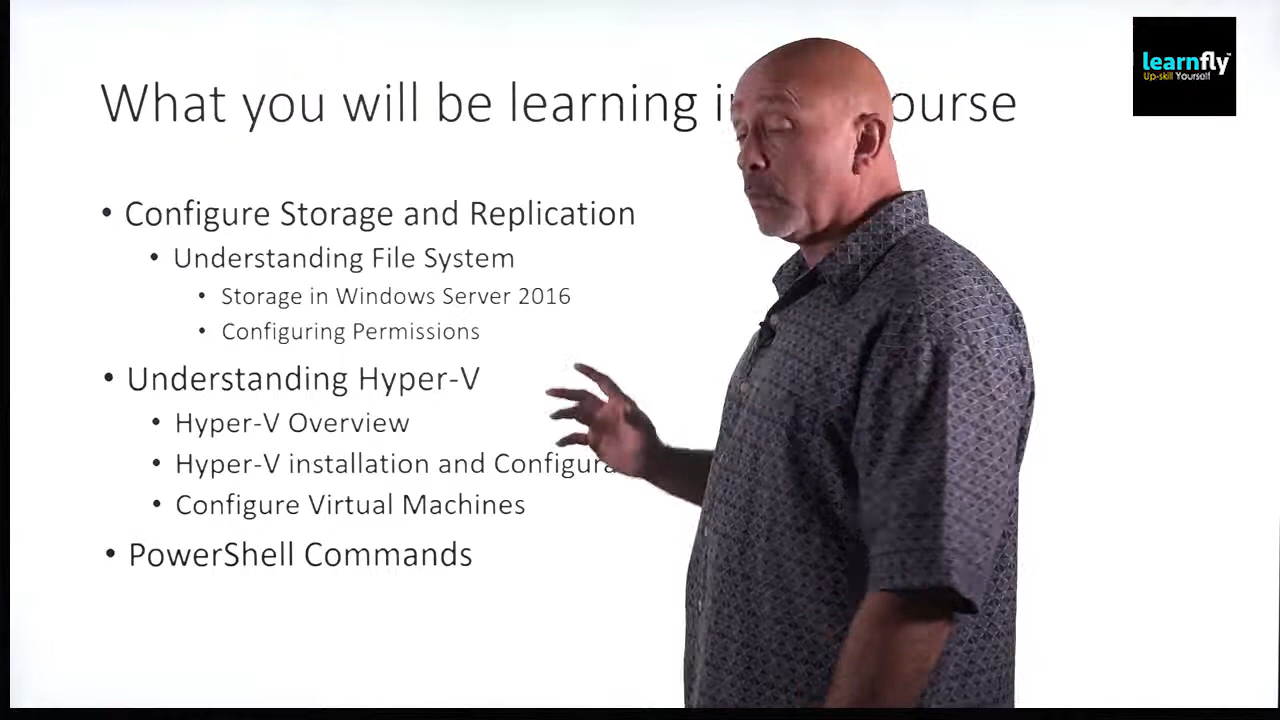 What you will be learning i ourse
• Configure Storage and Replication
• Understanding File System
• Storage in Windows Server 2016
• Configuring Permissions
• Understanding Hyper-V
• Hyper-V Overview
• Hyper-V installation and Configura
• Configure Virtual Machines
• PowerShell Commands
learnfly™
Up-skill Yourself